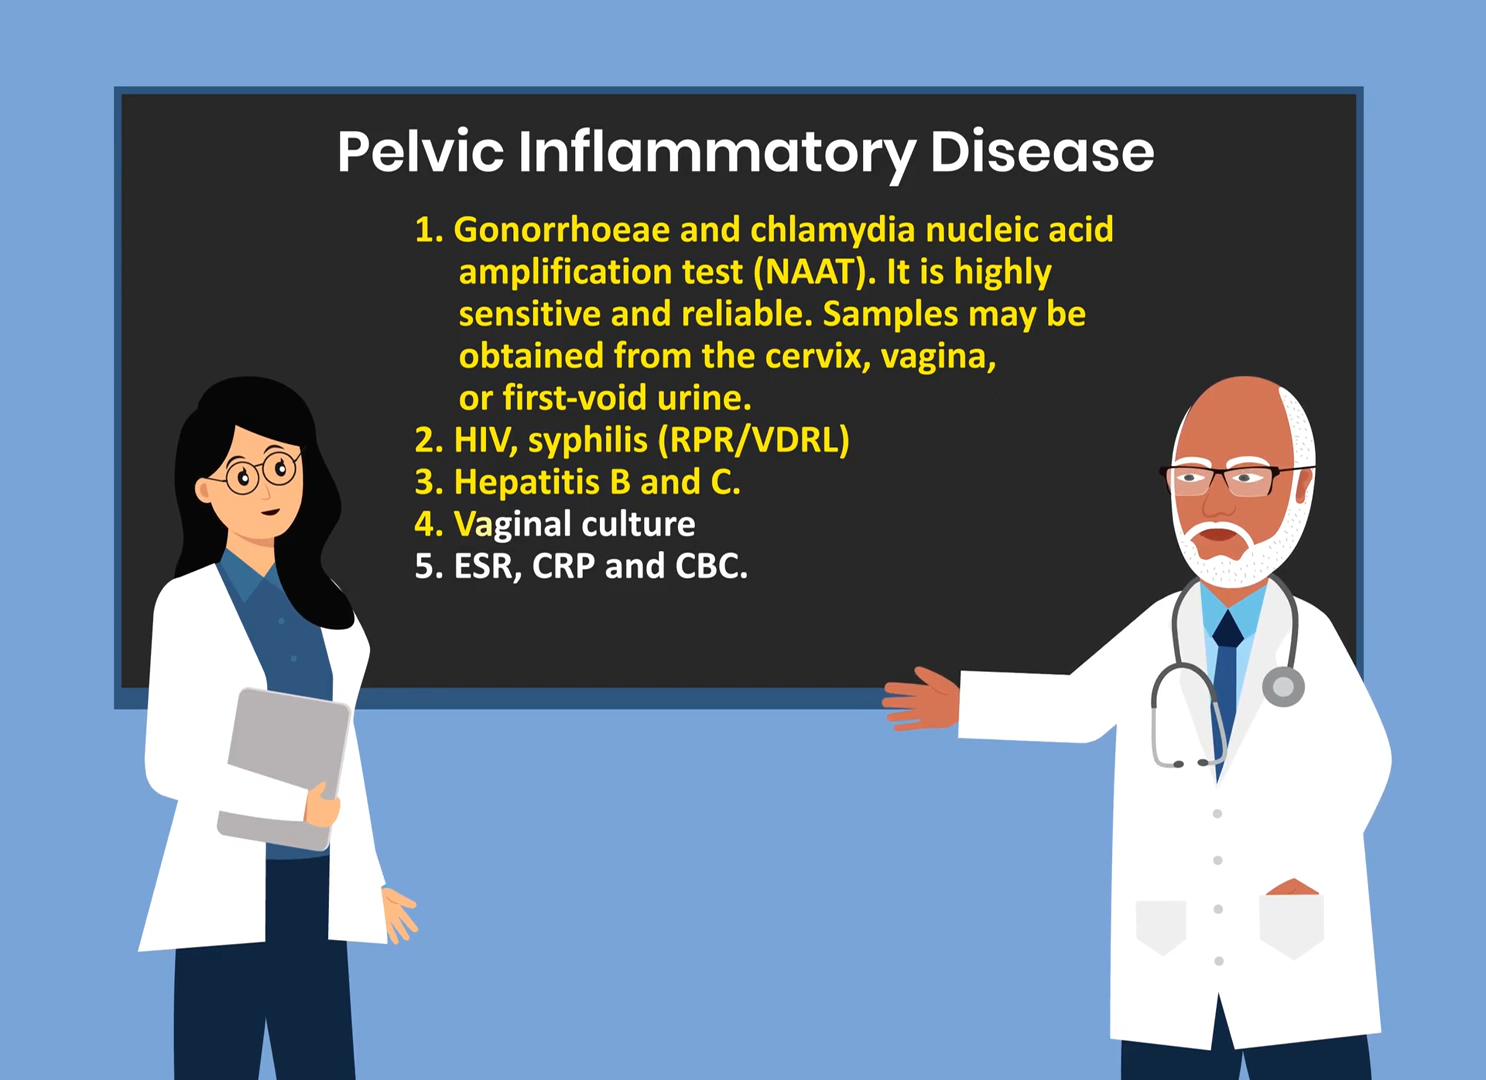 Pelvic Inflammatory Disease
1. Gonorrhoeae and chlamydia nucleic acid
amplification test (NAAT). It is highly
sensitive and reliable. Samples may be
obtained from the cervix, vagina,
or first-void urine.
2. HIV, syphilis (RPR/VDRL)
3. Hepatitis B and C.
4. Vaginal culture
5. ESR, CRP and CBC.